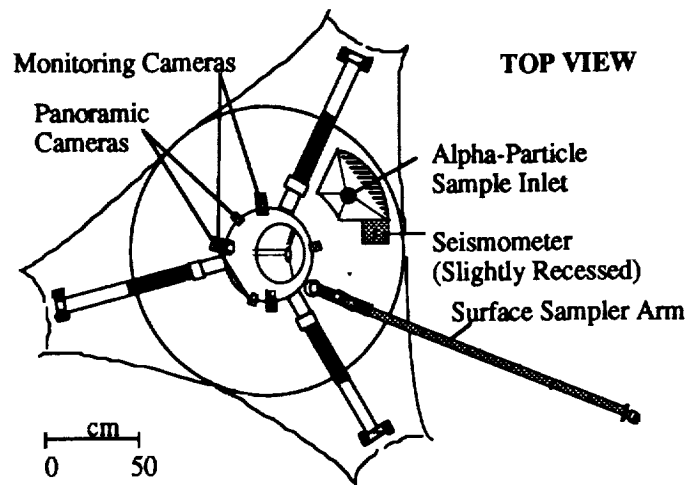 TOP VIEW
Monitoring Cameras
Panoramic
Cameras
Alpha-Particle
Sample Inlet
Seismometer
(Slightly Recessed)
Surface Sampler Arm
cm
0 50